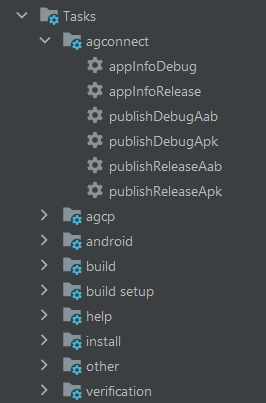 Tasks
agconnect
appInfoDebug
appInfoRelease
publishDebugAab
publishDebugApk
publishReleaseAab
publishReleaseApk
agcp
android
build
build setup
help
install
other
verification